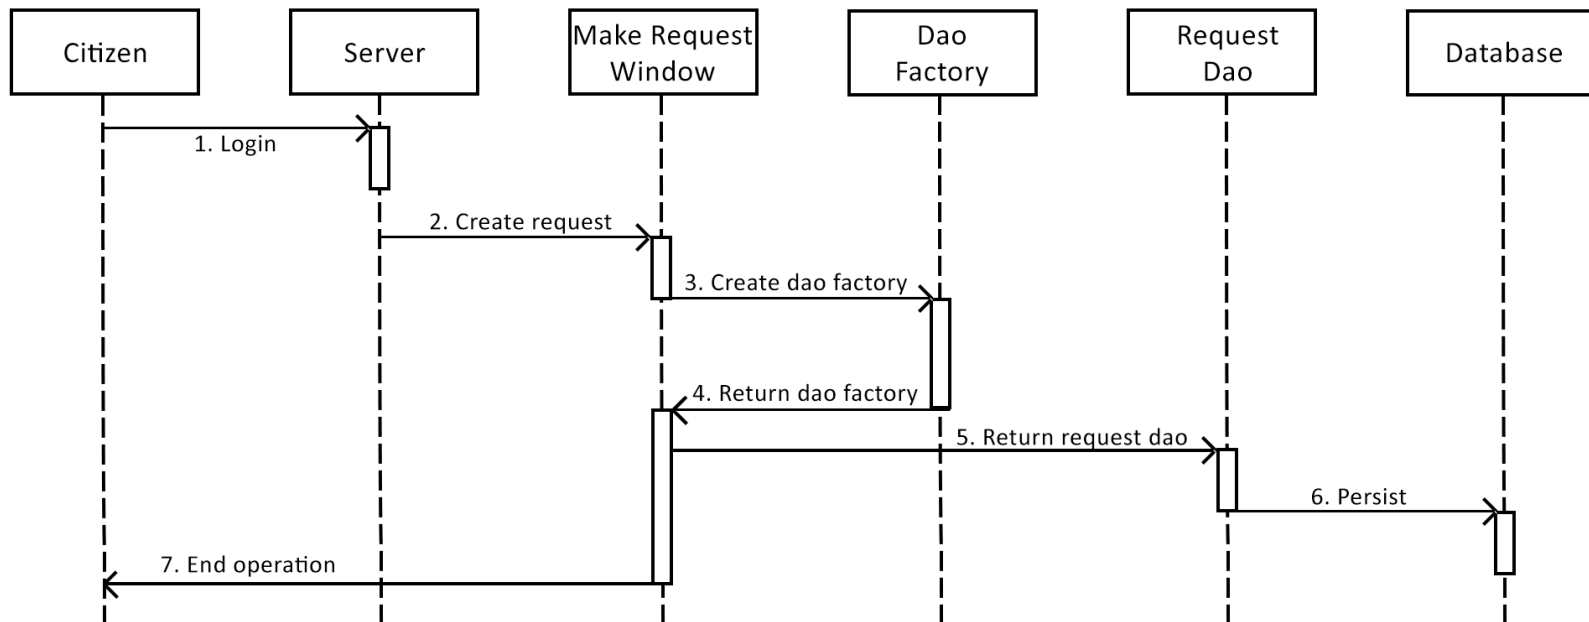 Citizen
Server
Make Request
Window
Dao
Factory
Request
Dao
Database
1. Login
2. Create request
3. Create dao factory
4. Return dao factory
5. Return request dao
6. Persist
7. End operation